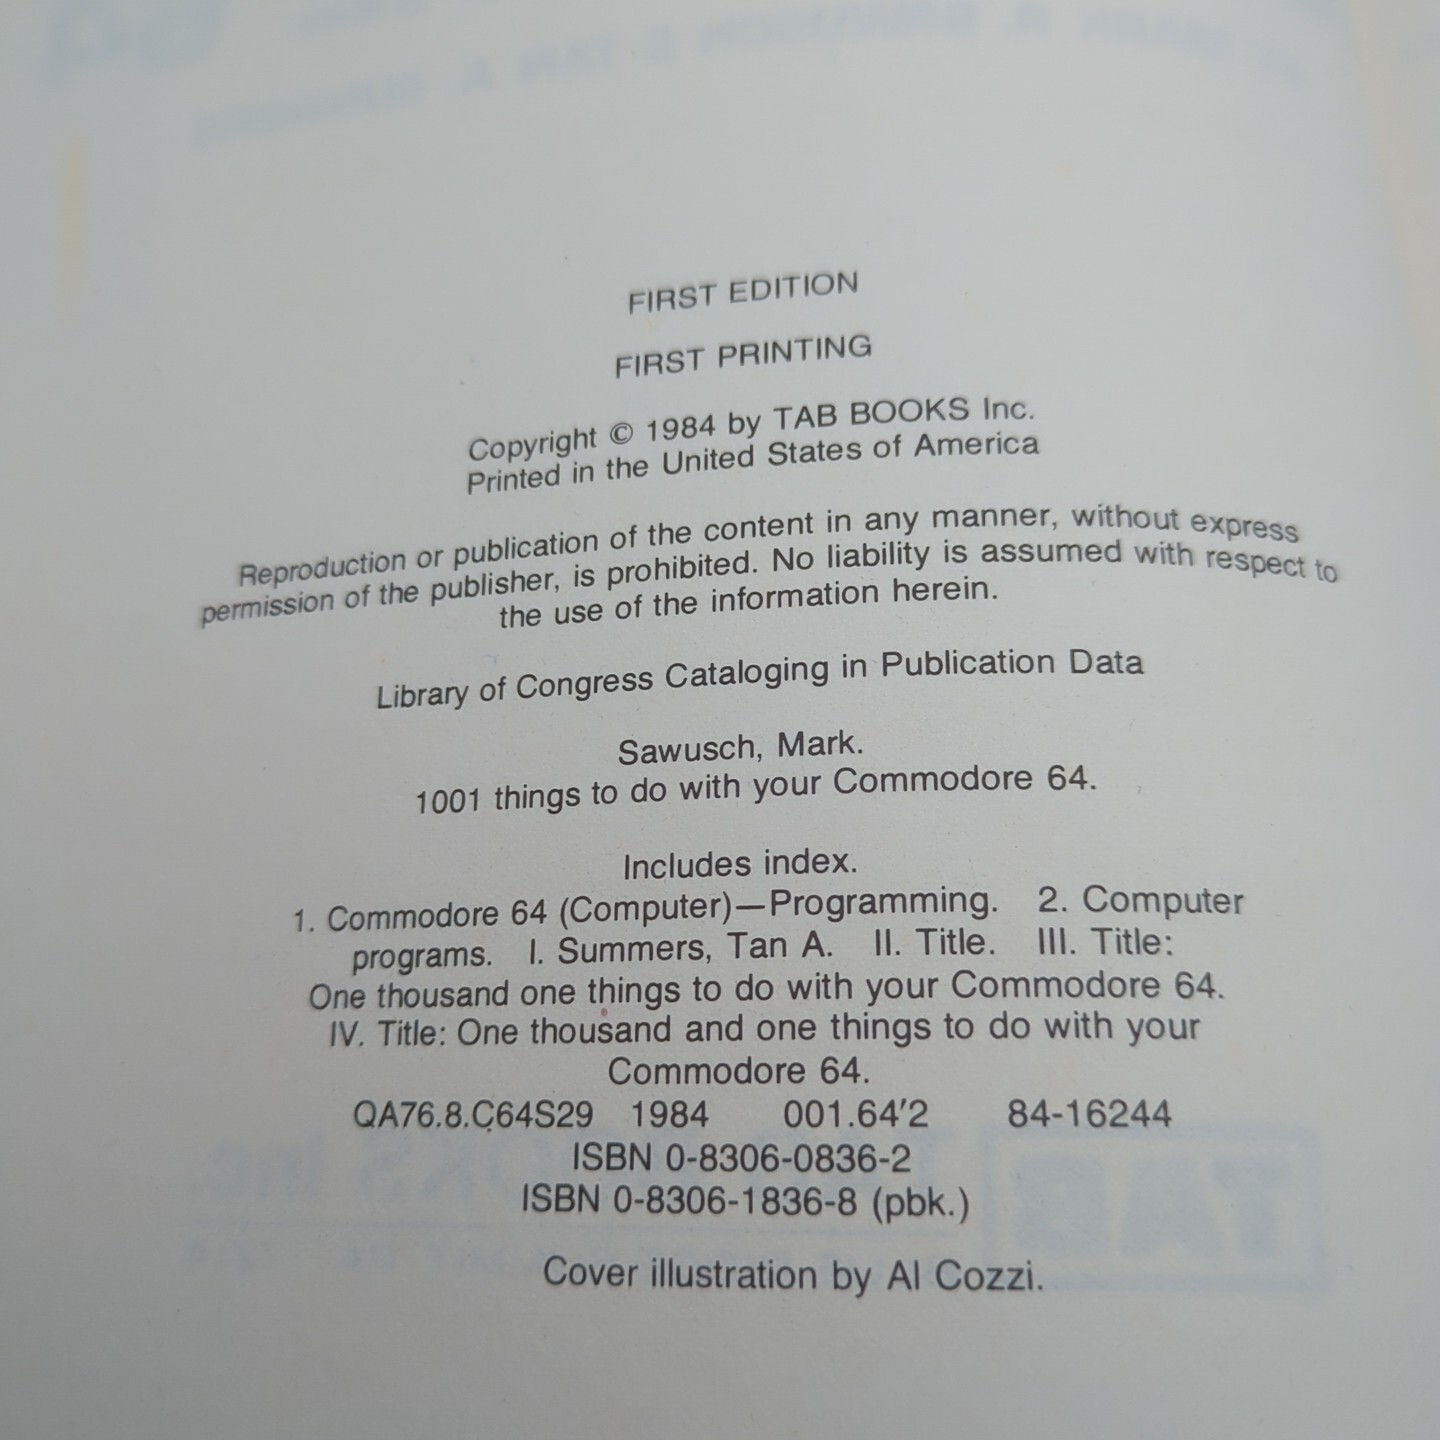 FIRST EDITION
FIRST PRINTING
Copyright © 1984 by TAB BOOKS Inc.
Printed in the United States of America
Reproduction or publication of the content in any manner, without express
permission of the publisher, is prohibited. No liability is assumed with respect to
the use of the information herein.
Library of Congress Cataloging in Publication Data
Sawusch, Mark.
1001 things to do with your Commodore 64.
Includes index.
1. Commodore 64 (Computer)—Programming. 2. Computer
programs. I. Summers, Tan A. II. Title. III. Title:
One thousand one things to do with your Commodore 64.
IV. Title: One thousand and one things to do with your
Commodore 64.
QA76.8.C64S29 1984 001.64′2 84-16244
ISBN 0-8306-0836-2
ISBN 0-8306-1836-8 (pbk.)
Cover illustration by Al Cozzi.